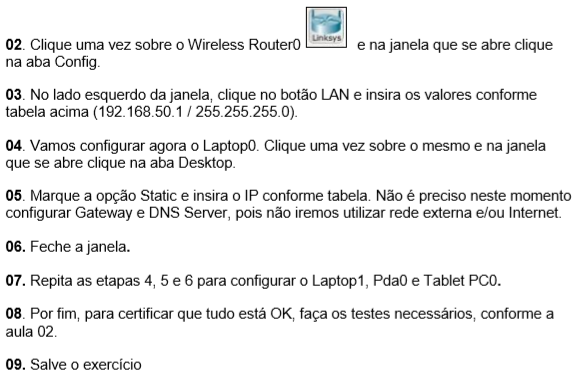 Linksys
02. Clique uma vez sobre o Wireless Router0 e na janela que se abre clique
na aba Config.
03. No lado esquerdo da janela, clique no botão LAN e insira os valores conforme
tabela acima (192.168.50.1 / 255.255.255.0).
04. Vamos configurar agora o Laptop0. Clique uma vez sobre o mesmo e na janela
que se abre clique na aba Desktop.
05. Marque a opção Static e insira o IP conforme tabela. Não é preciso neste momento
configurar Gateway e DNS Server, pois não iremos utilizar rede externa e/ou Internet.
06. Feche a janela.
07. Repita as etapas 4, 5 e 6 para configurar o Laptop1, Pda0 e Tablet PC0.
08. Por fim, para certificar que tudo está OK, faça os testes necessários, conforme a
aula 02.
09. Salve o exercício